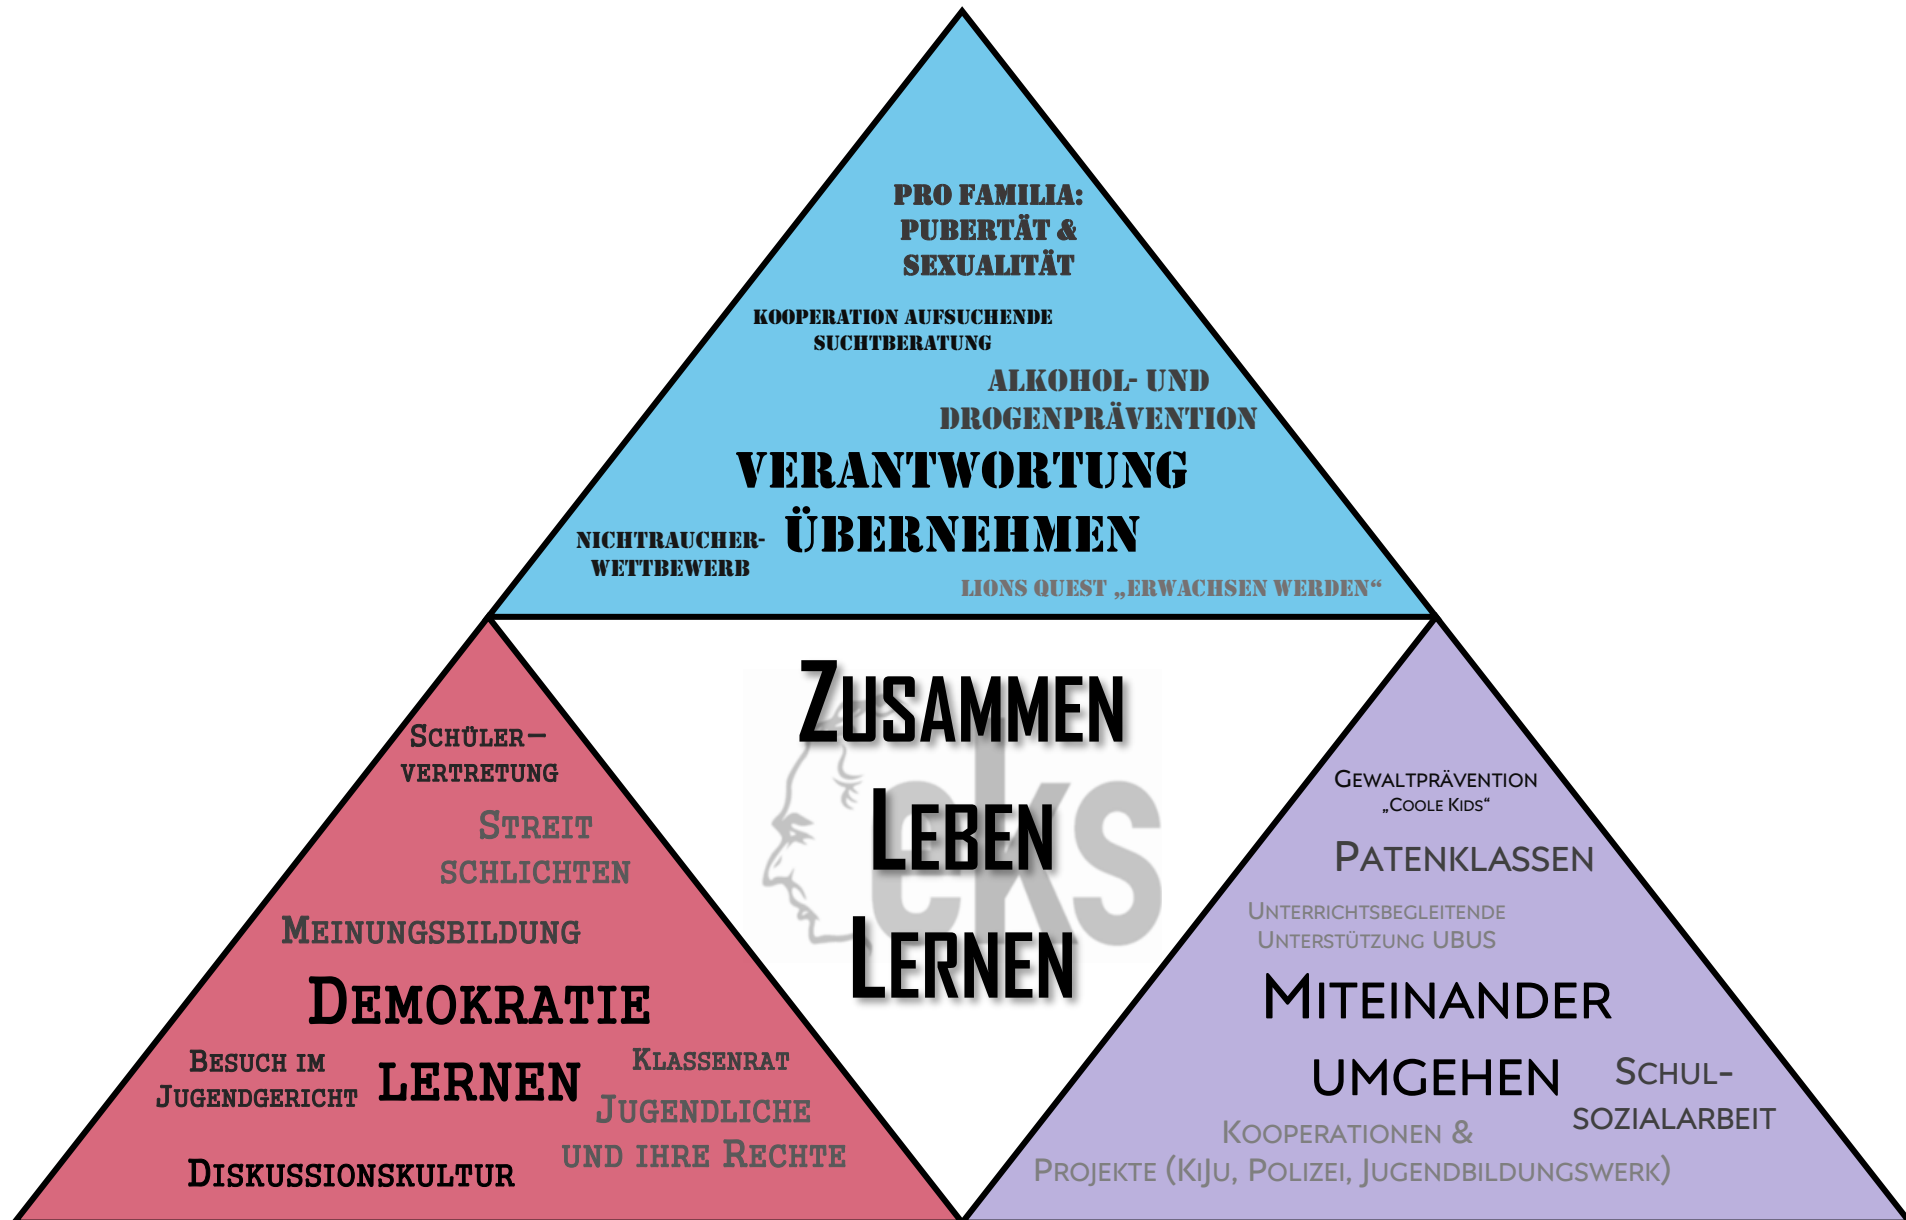 PRO FAMILIA:
PUBERTÄT &
SEXUALITÄT
KOOPERATION AUFSUCHENDE
SUCHTBERATUNG
ALKOHOL- UND
DROGENPRÄVENTION
VERANTWORTUNG
ÜBERNEHMEN
NICHTRAUCHER-
WETTBEWERB
LIONS QUEST „ERWACHSEN WERDEN“
ZUSAMMEN
LEBEN
LERNEN
eks
SCHÜLER–
VERTRETUNG
STREIT
SCHLICHTEN
MEINUNGSBILDUNG
DEMOKRATIE
LERNEN
BESUCH IM
JUGENDGERICHT
KLASSENRAT
JUGENDLICHE
UND IHRE RECHTE
DISKUSSIONSKULTUR
GEWALTPRÄVENTION
„COOLE KIDS“
PATENKLASSEN
UNTERRICHTSBEGLEITENDE
UNTERSTÜTZUNG UBUS
MITEINANDER
UMGEHEN
SCHUL-
SOZIALARBEIT
KOOPERATIONEN &
PROJEKTE (KIJU, POLIZEI, JUGENDBILDUNGSWERK)